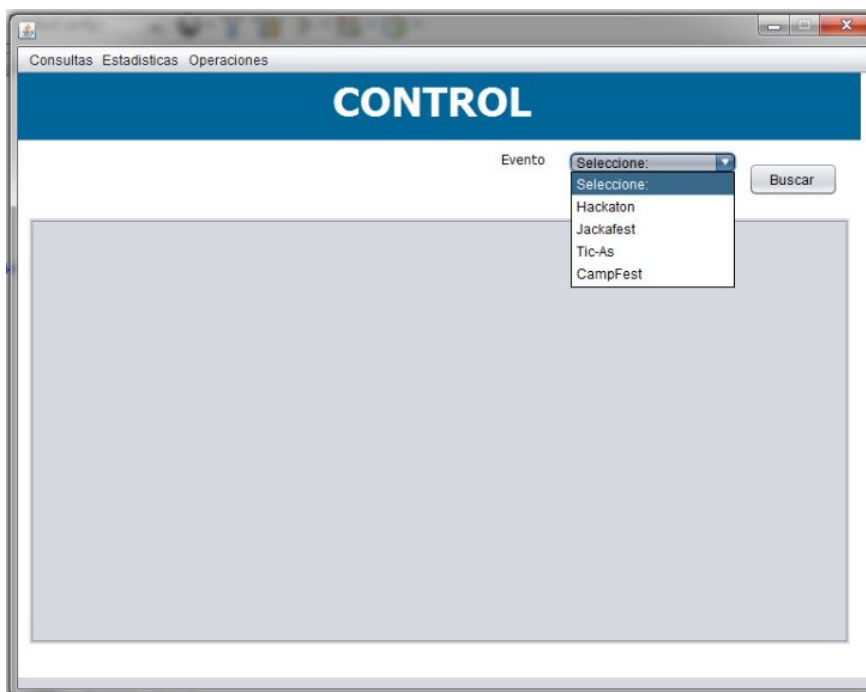 Consultas Estadisticas Operaciones
CONTROL
Evento Seleccione: Buscar
Seleccione:
Hackaton
Jackafest
Tic-As
CampFest